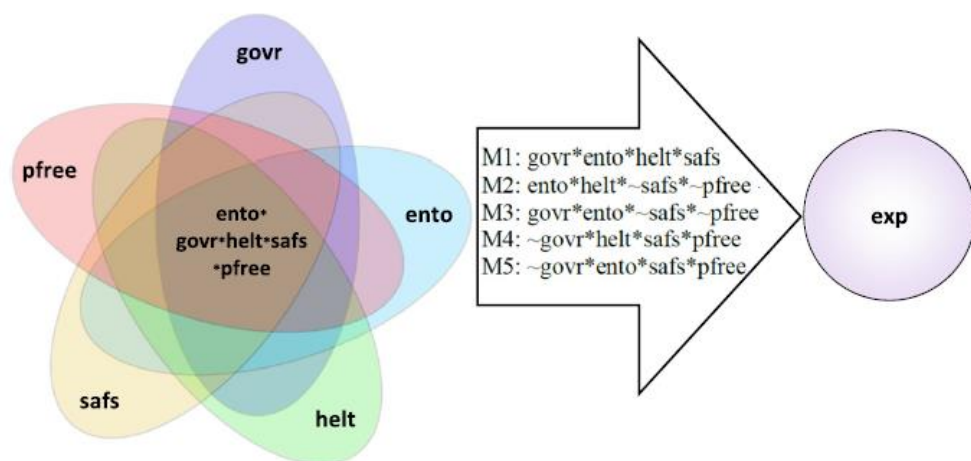 govr
pfree
ento
ento*
govr*helt*safs
*pfree
safs
helt
M1: govr*ento*helt*safs
M2: ento*helt*~safs*~pfree
M3: govr*ento*~safs*~pfree
M4: ~govr*helt*safs*pfree
M5: ~govr*ento*safs*pfree
exp